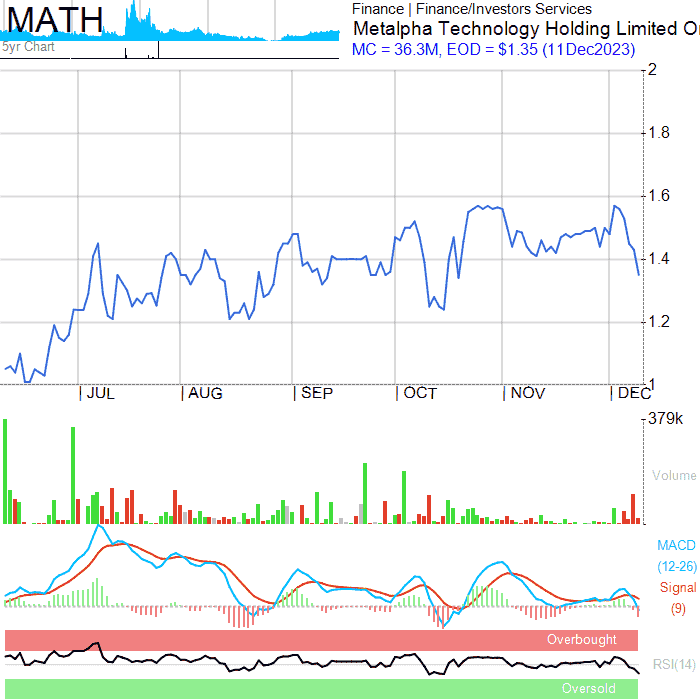 MATH
5yr Chart
Finance | Finance/Investors Services
Metalpha Technology Holding Limited Or
MC = 36.3M, EOD = $1.35 (11Dec2023)
2
1.8
1.6
1.4
1.2
1
JUL AUG SEP OCT NOV DEC
379k
Volume
MACD
(12-26)
Signal
(9)
Overbought
RSI(14)
Oversold